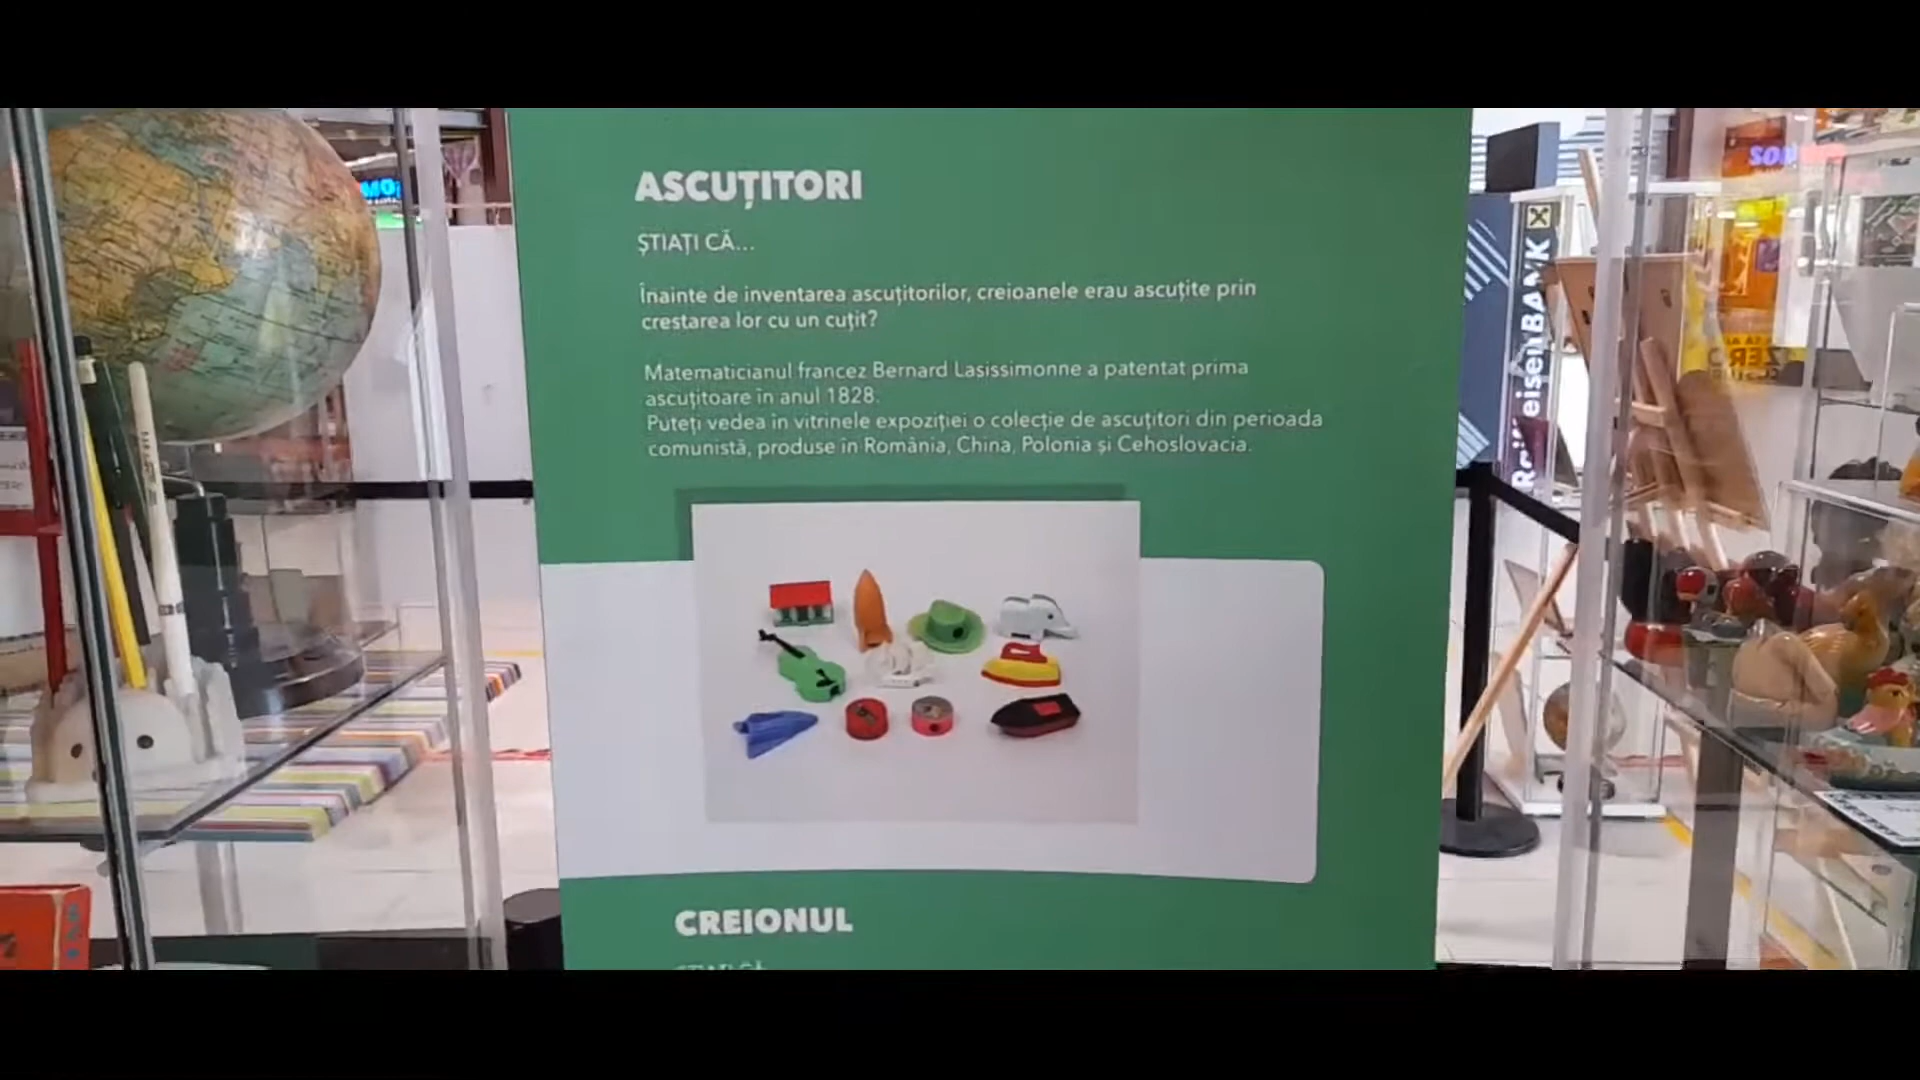 ASCUȚITORI
ȘTIAȚI CĂ...
Înainte de inventarea ascuțitorilor, creioanele erau ascuțite prin
crestarea lor cu un cuțit?
Matematicianul francez Bernard Lasissimonne a patentat prima
ascuțitoare în anul 1828.
Puteți vedea în vitrinele expoziției o colecție de ascuțitori din perioada
comunistă, produse în România, China, Polonia și Cehoslovacia.
CREIONUL